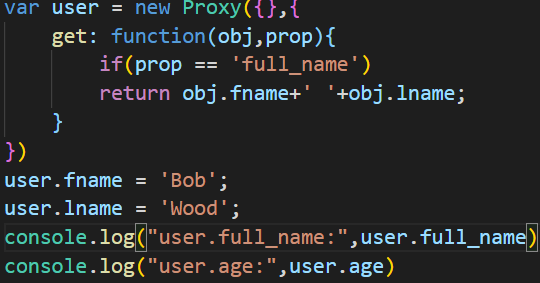 var user = new Proxy({},{
get: function(obj,prop){
if(prop == 'full_name')
return obj.fname+' '+obj.lname;
}
})
user.fname = 'Bob';
user.lname = 'Wood';
console.log("user.full_name:",user.full_name)
console.log("user.age:",user.age)